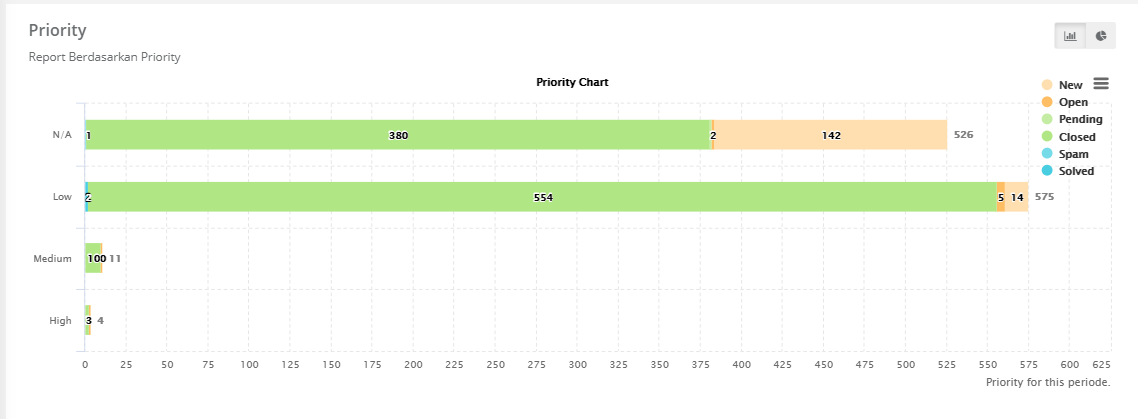 Priority
Report Berdasarkan Priority
Priority Chart
New
Open
Pending
Closed
Spam
Solved
N/A 1 380 2 142 526
Low 2 554 5 14 575
Medium 100 11
High 3 4
0 25 50 75 100 125 150 175 200 225 250 275 300 325 350 375 400 425 450 475 500 525 550 575 600 625
Priority for this periode.